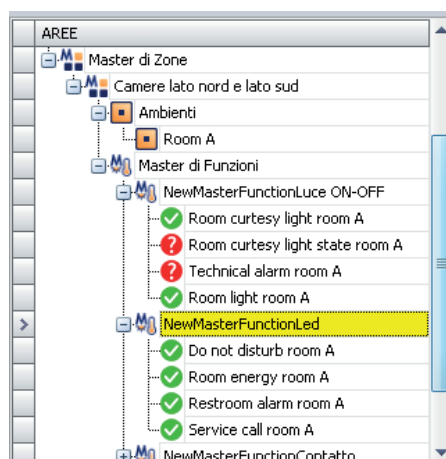 AREE
Master di Zone
Camere lato nord e lato sud
Ambienti
Room A
Master di Funzioni
NewMasterFunctionLuce ON-OFF
Room curtesy light room A
Room curtesy light state room A
Technical alarm room A
Room light room A
NewMasterFunctionLed
Do not disturb room A
Room energy room A
Restroom alarm room A
Service call room A
NewMasterFunctionContatto